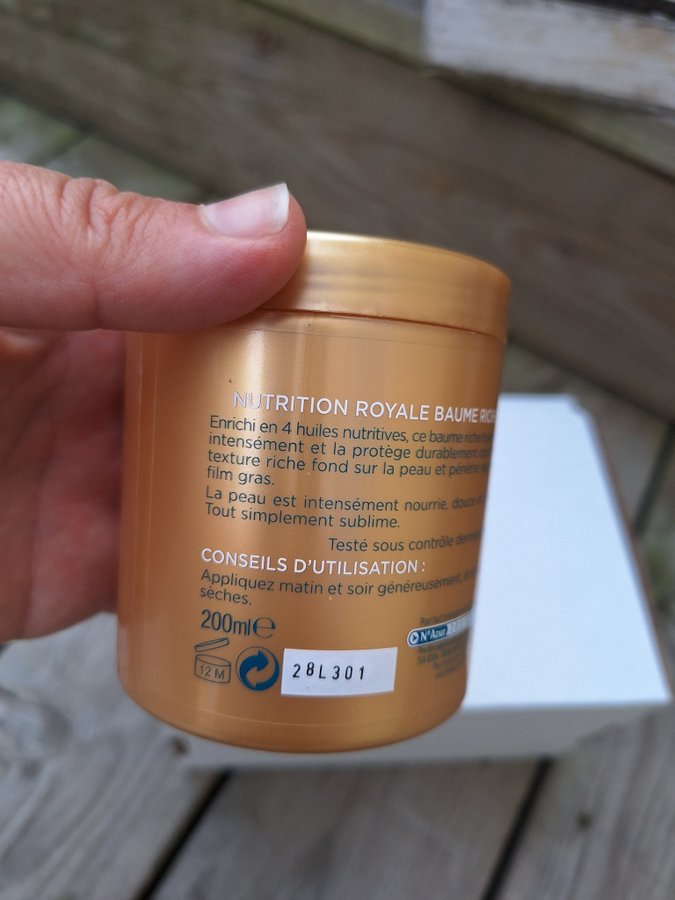 NUTRITION ROYALE BAUME
Enrichi en 4 huiles nutritives, ce baume riche
intensément et la protège durablement
texture riche fond sur la peau et pénètre
film gras.
La peau est intensément nourrie, douce
Tout simplement sublime.
Testé sous contrôle
CONSEILS D'UTILISATION :
Appliquez matin et soir généreusement,
sèches.
200ml℮
N°Azur
12 M
28L301